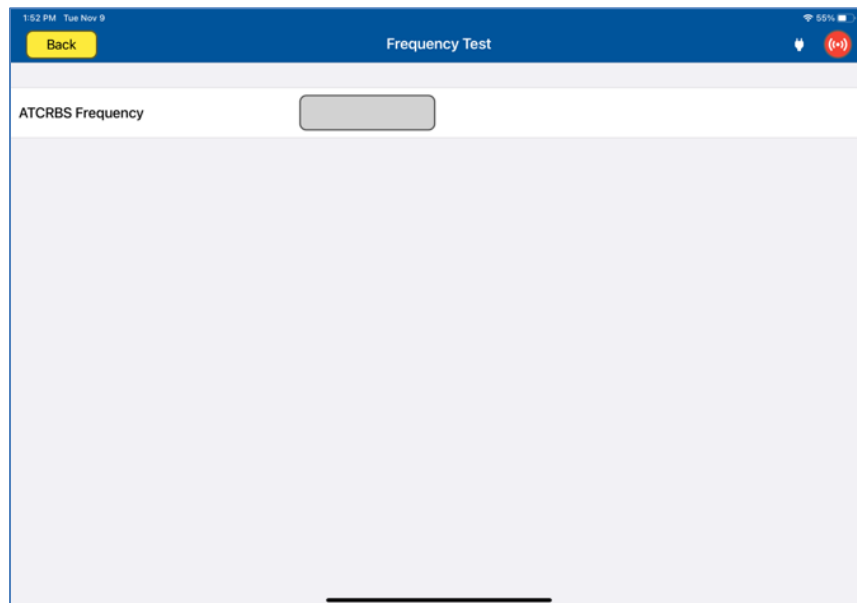 1:52 PM Tue Nov 9
55%
Back
Frequency Test
ATCRBS Frequency